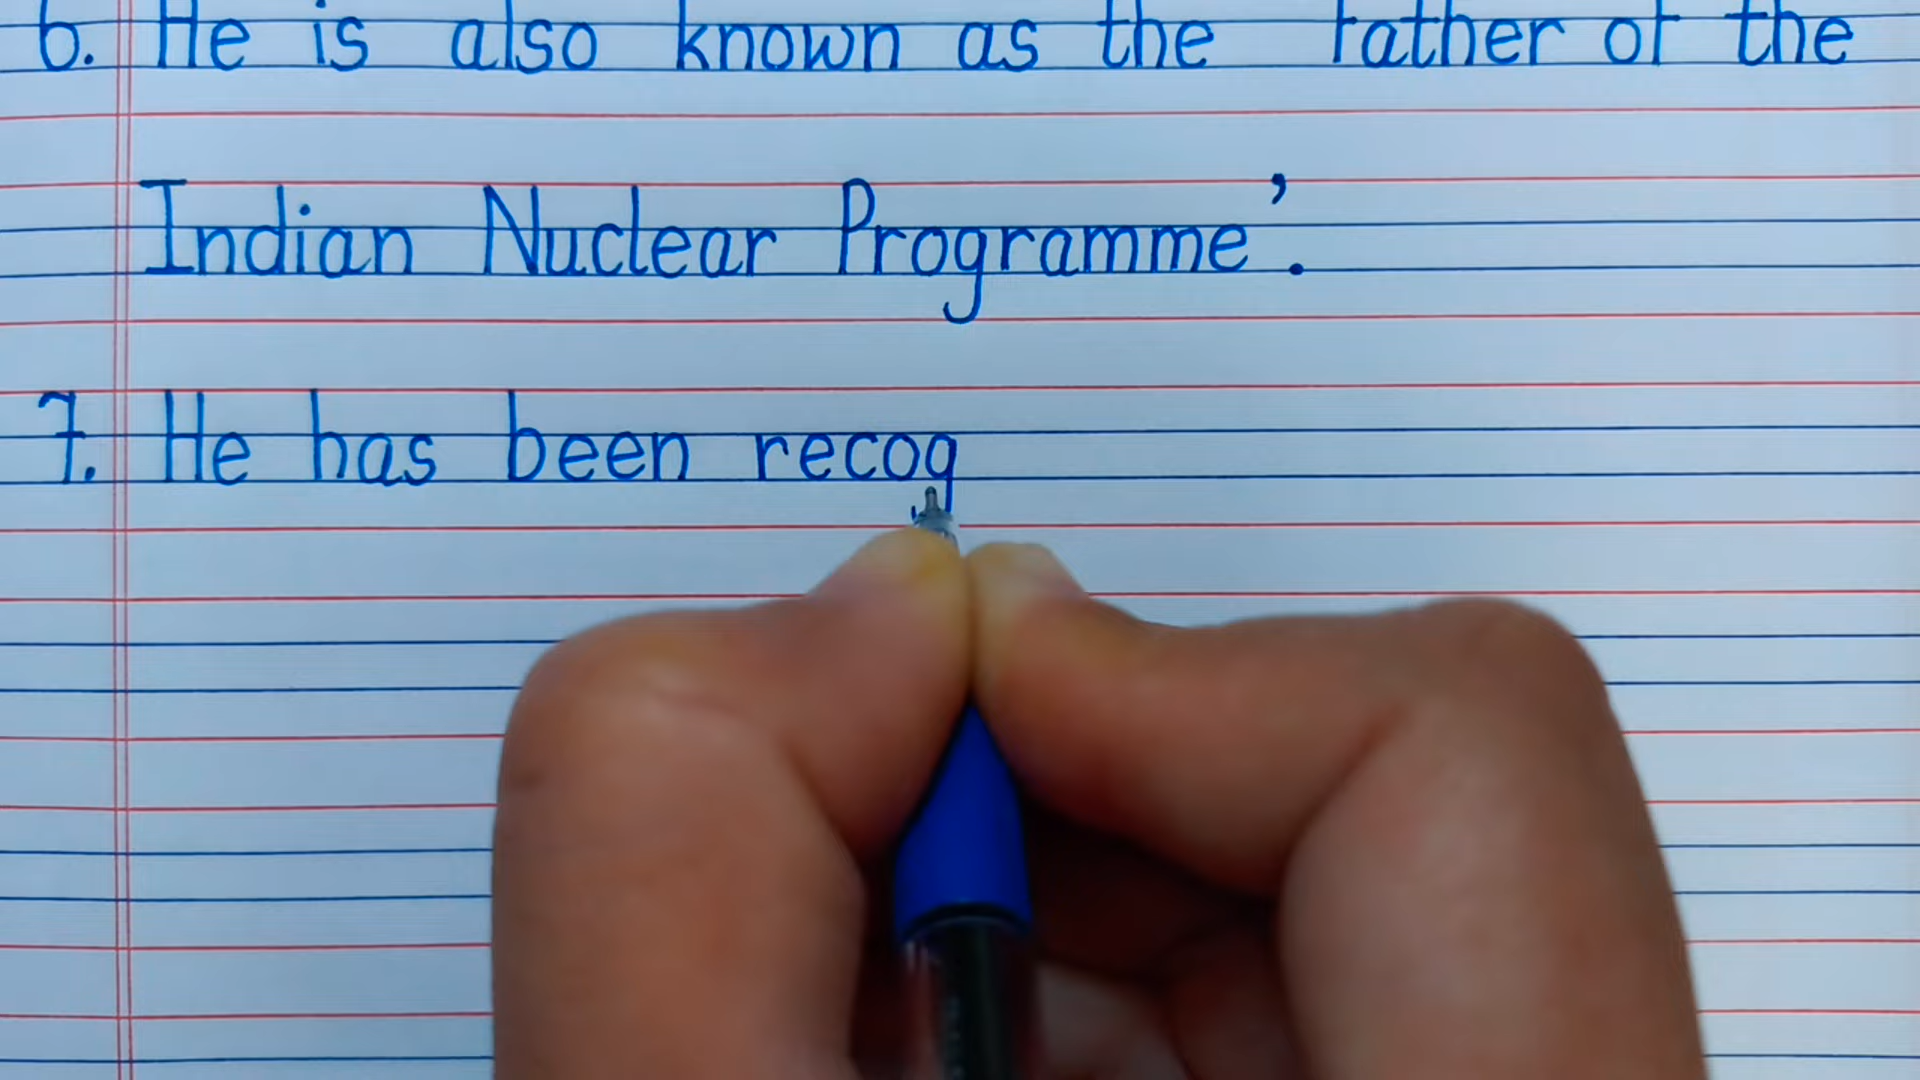 6. He is also known as the father of the
Indian Nuclear Programme'.
7. He has been recog